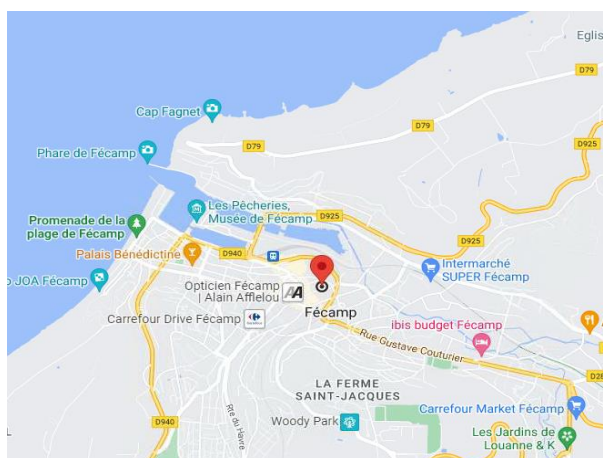 Eglis
D79
D79
D925
Cap Fagnet
D79
Phare de Fécamp
Les Pêcheries,
Musée de Fécamp
D925
Promenade de la
plage de Fécamp
D925
Palais Bénédictine
D940
Intermarché
SUPER Fécamp
o JOA Fécamp
Opticien Fécamp
| Alain Afflelou
AA
Carrefour Drive Fécamp
Fécamp
ibis budget Fécamp
Rue Gustave Couturier
LA FERME
SAINT-JACQUES
D28
D940
Rte du Havre
Woody Park
Carrefour Market Fécamp
Les Jardins de
Louanne & K
L